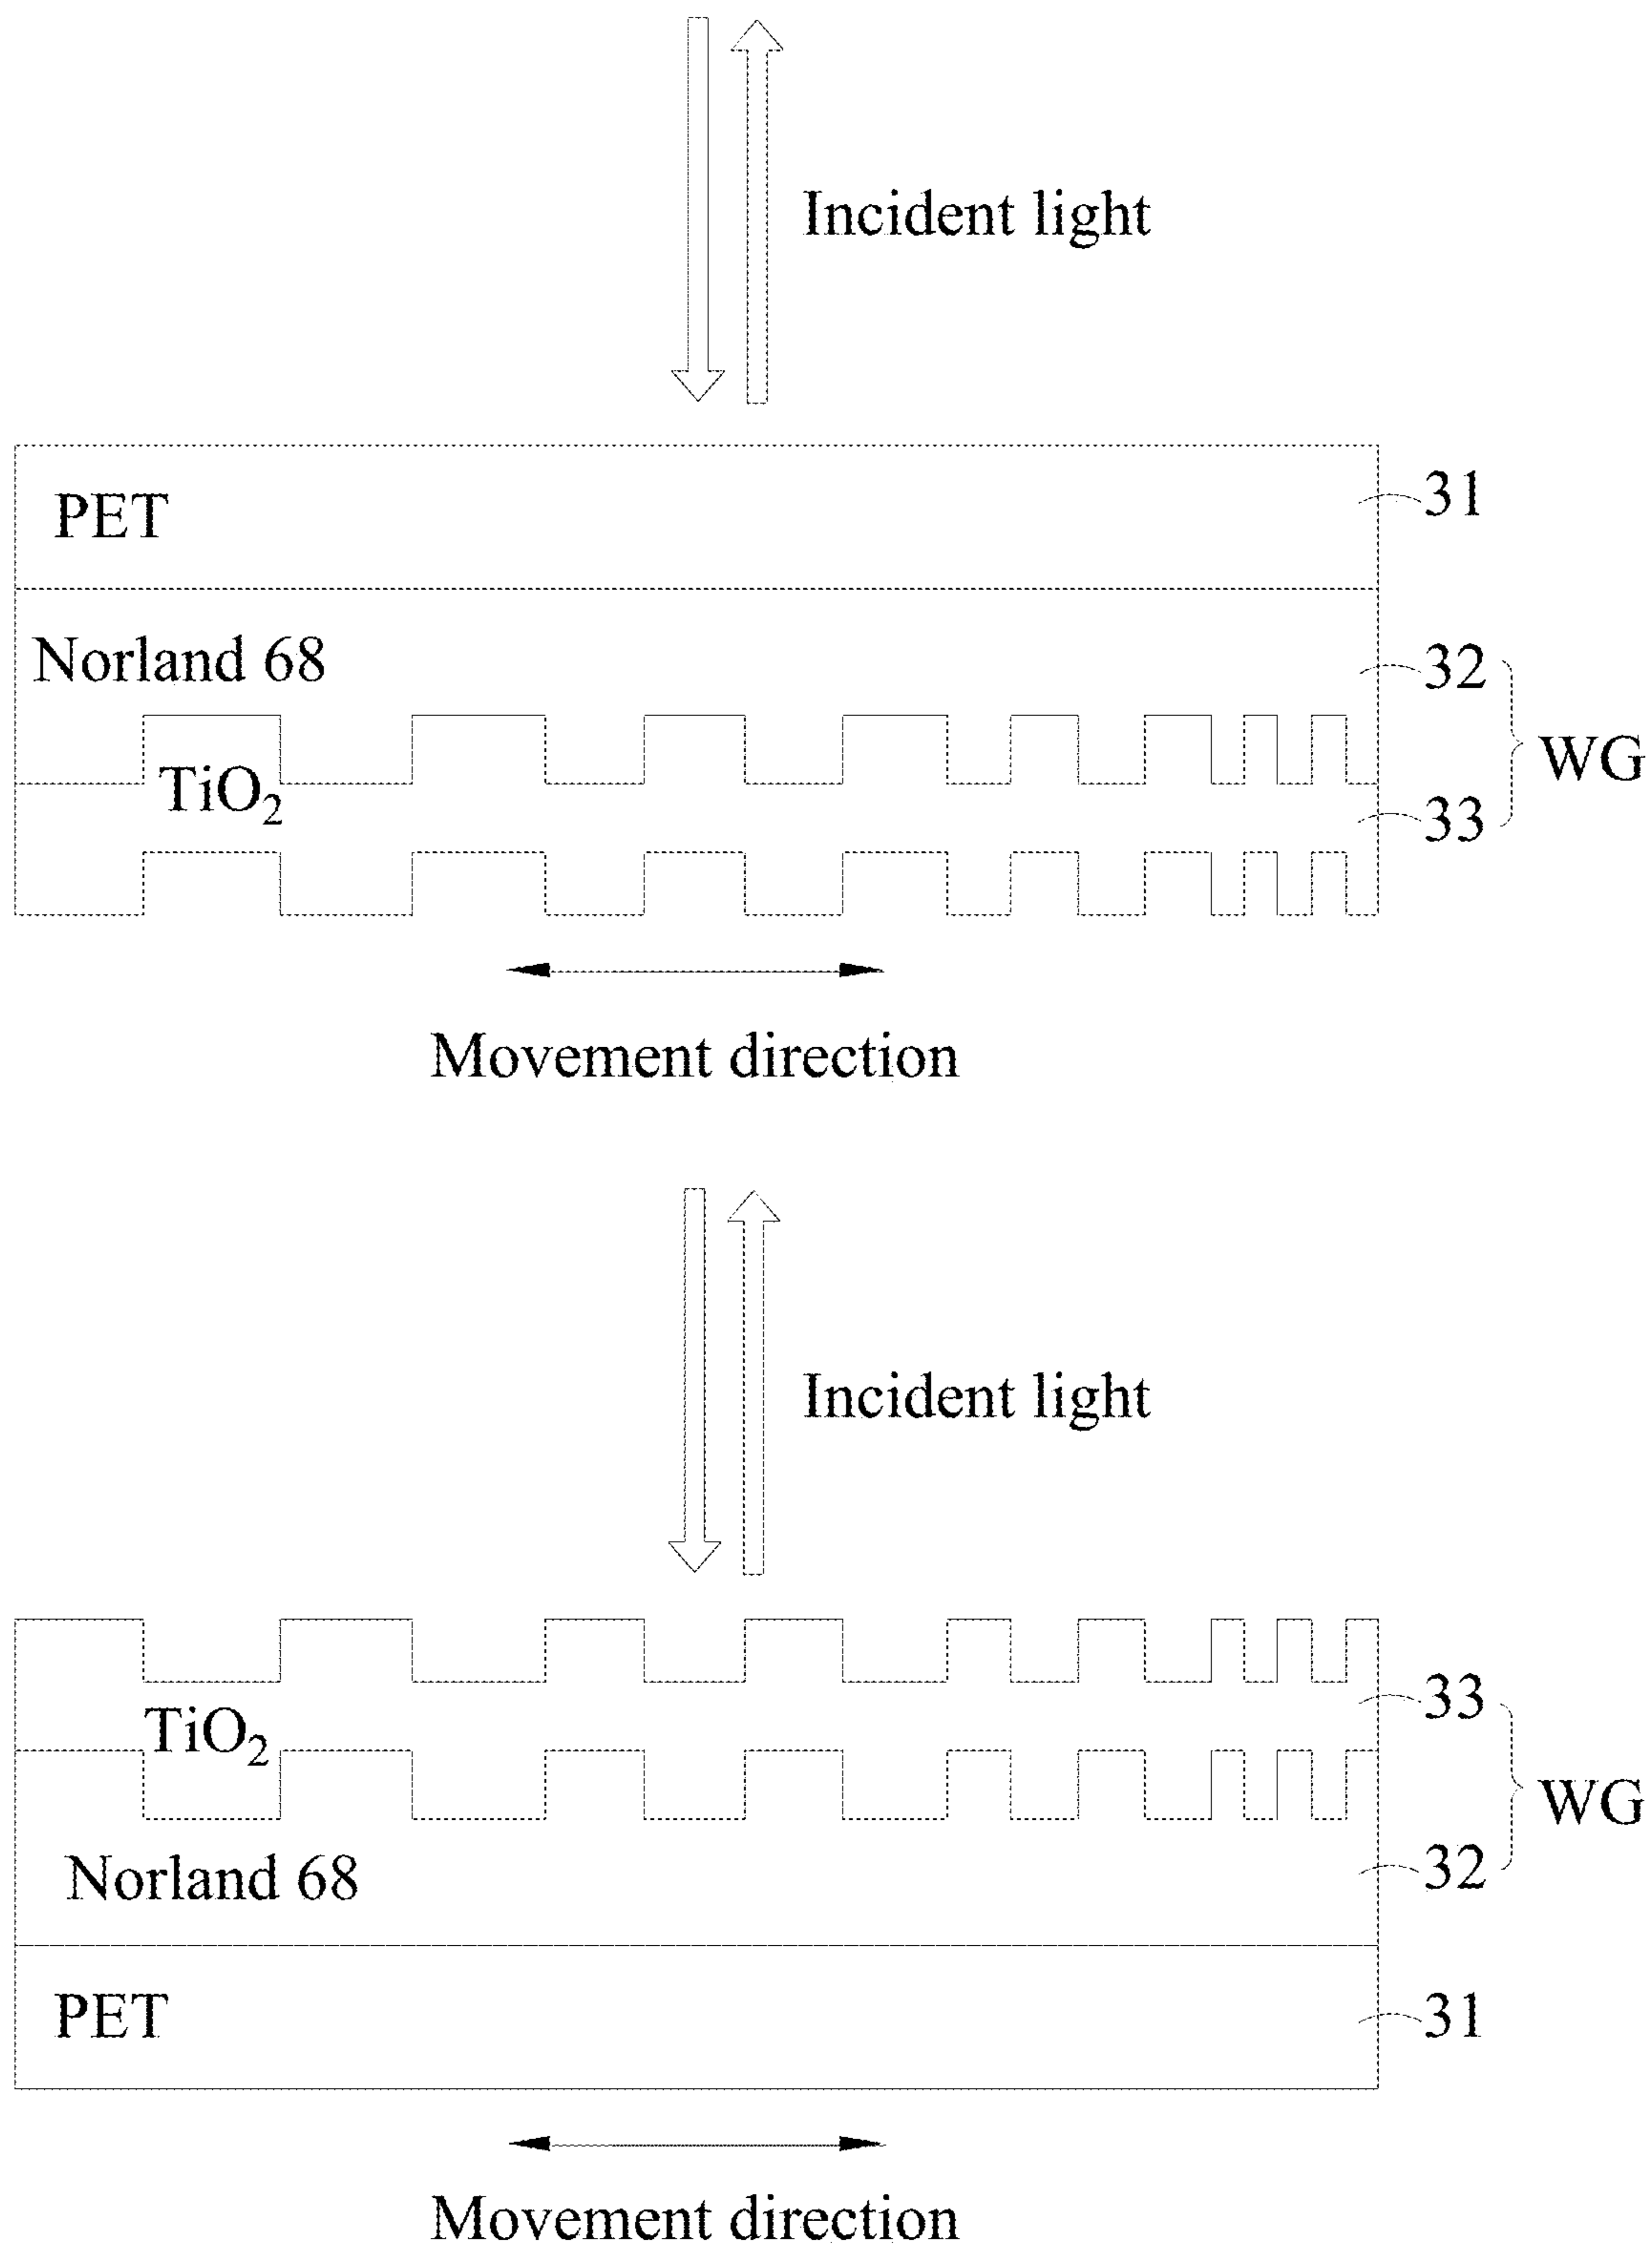 Incident light
PET
31
Norland 68
32
WG
TiO₂
33
Movement direction
Incident light
33
TiO₂
WG
32
Norland 68
PET
31
Movement direction